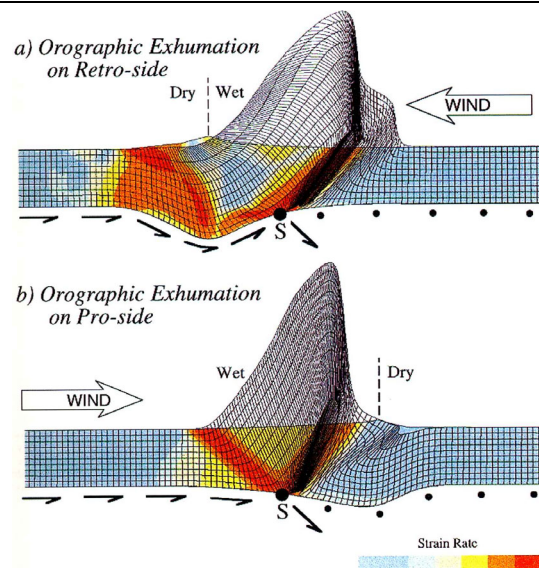 a) Orographic Exhumation
on Retro-side
Dry Wet
WIND
S
b) Orographic Exhumation
on Pro-side
Wet Dry
WIND
S
Strain Rate